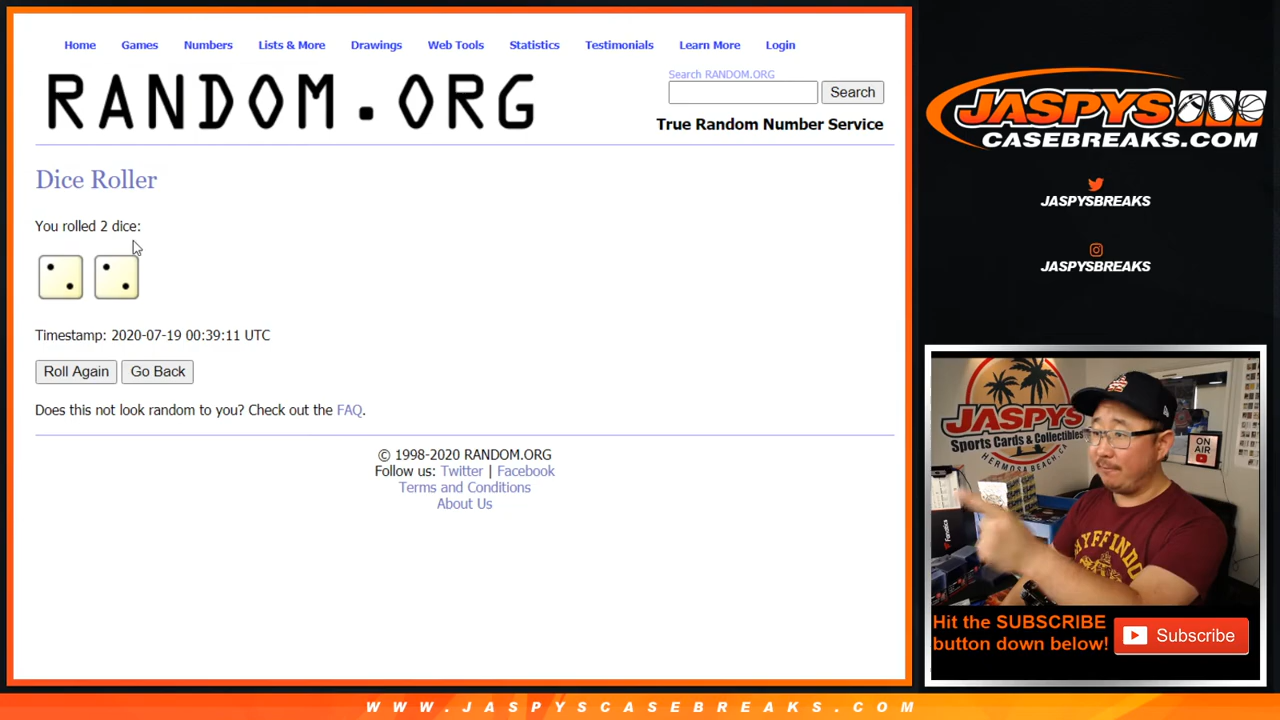 Home Games Numbers Lists & More Drawings Web Tools Statistics Testimonials Learn More Login
Search RANDOM.ORG
RANDOM.ORG
Search
True Random Number Service
Dice Roller
You rolled 2 dice:
Timestamp: 2020-07-19 00:39:11 UTC
Roll Again Go Back
Does this not look random to you? Check out the FAQ.
© 1998-2020 RANDOM.ORG
Follow us: Twitter | Facebook
Terms and Conditions
About Us
JASPYS
CASEBREAKS.COM
JASPYSBREAKS
JASPYSBREAKS
JASPYS
Sports Cards & Collectibles
HERMOSA BEACH, CA
ON AIR
Fanatics
GRYFFINDOR
Hit the SUBSCRIBE
button down below!
Subscribe
WWW.JASPYSCASEBREAKS.COM